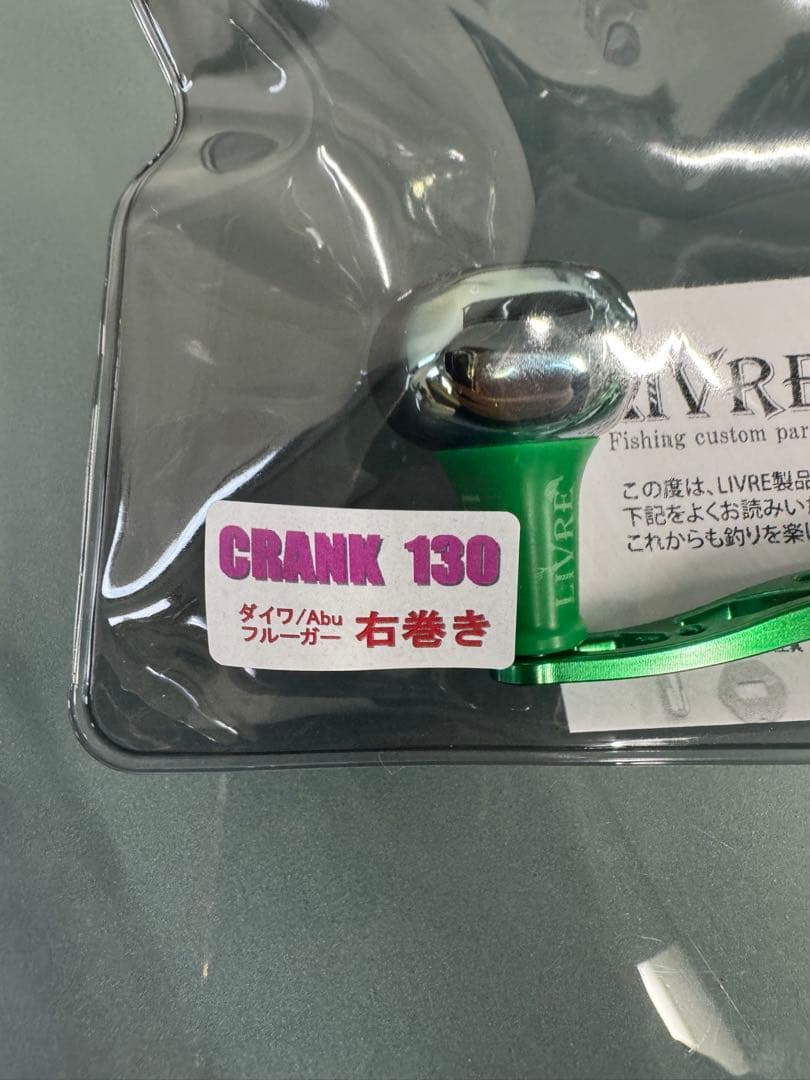 LIVRE
Fishing custom par
この度は、LIVRE製品
下記をよくお読みいた
これからも釣りを楽し
LIVRE
CRANK 130
ダイワ/Abu
フルーガー 右巻き